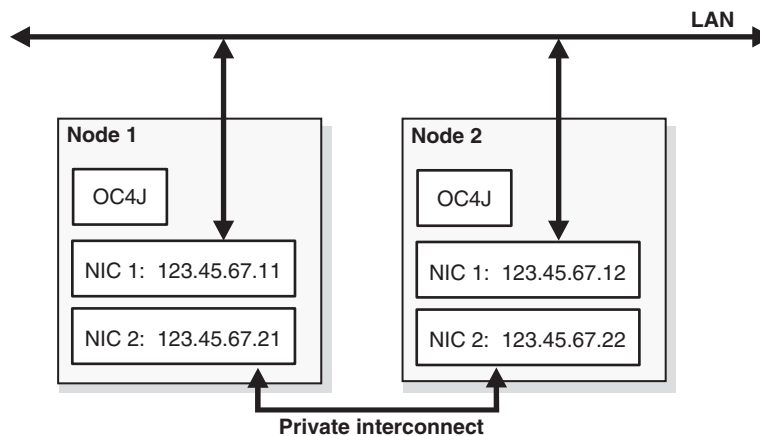 LAN
Node 1
OC4J
NIC 1: 123.45.67.11
NIC 2: 123.45.67.21
Node 2
OC4J
NIC 1: 123.45.67.12
NIC 2: 123.45.67.22
Private interconnect